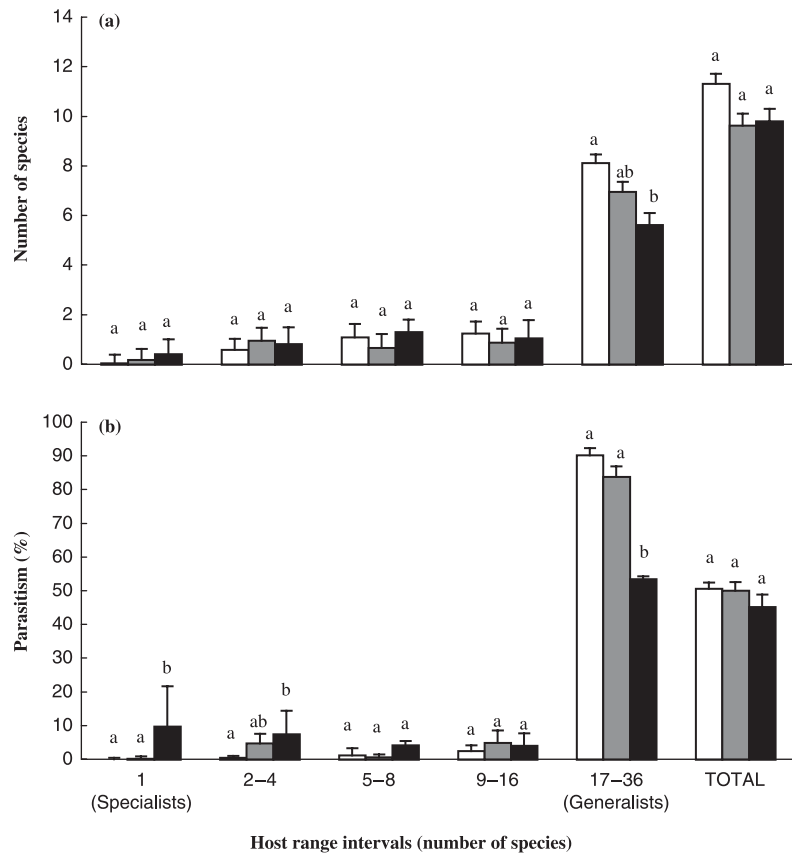 (a)
Number of species
14
12
10
8
6
4
2
0
a a a
a a a
a a a
a a a
a ab b
a a a
(b)
Parasitism (%)
100
90
80
70
60
50
40
30
20
10
0
a a b
a ab b
a a a
a a a
a a b
a a a
1 2–4 5–8 9–16 17–36 TOTAL
(Specialists) (Generalists)
Host range intervals (number of species)